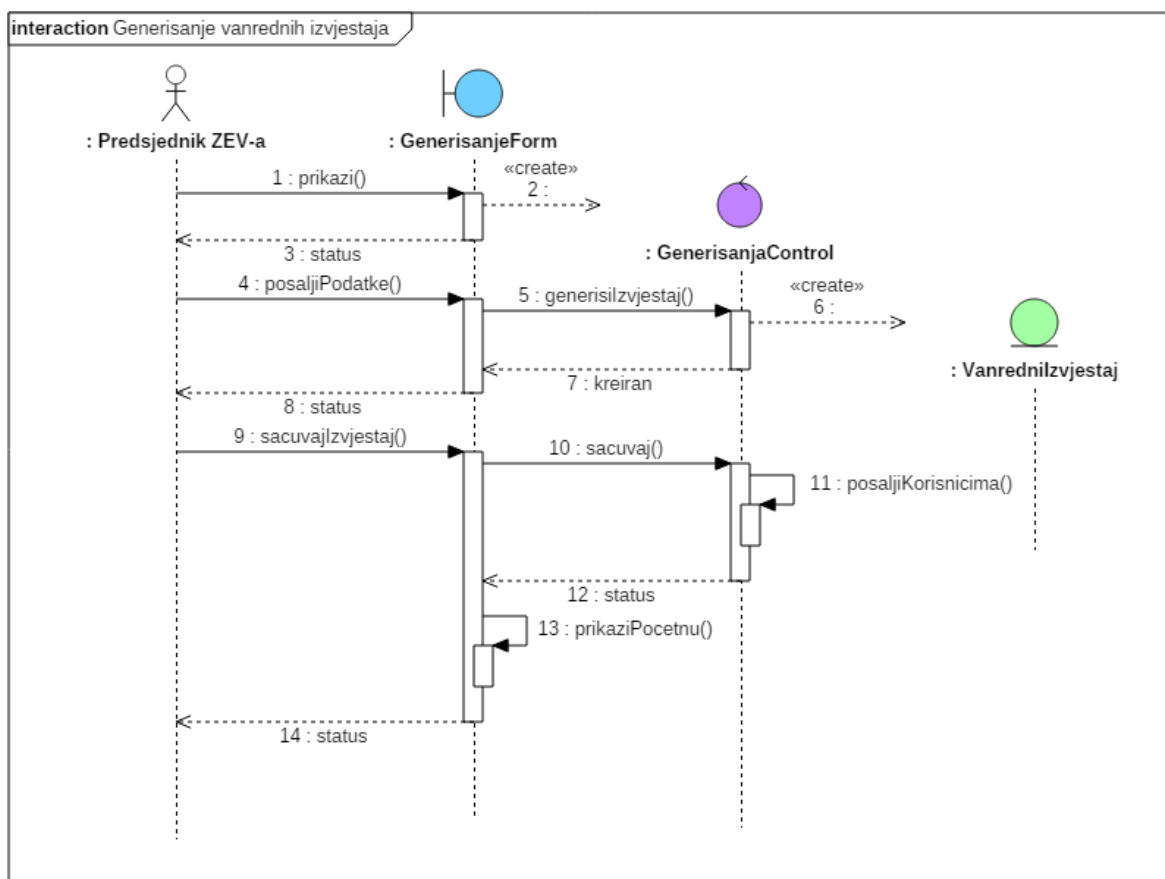 interaction Generisanje vanrednih izvjestaja
: Predsjednik ZEV-a
: GenerisanjeForm
1 : prikazi()
«create»
2 :
3 : status
: GenerisanjaControl
4 : posaljiPodatke()
5 : generisiIzvjestaj()
«create»
6 :
7 : kreiran
: VanredniIzvjestaj
8 : status
9 : sacuvajIzvjestaj()
10 : sacuvaj()
11 : posaljiKorisnicima()
12 : status
13 : prikaziPocetnu()
14 : status